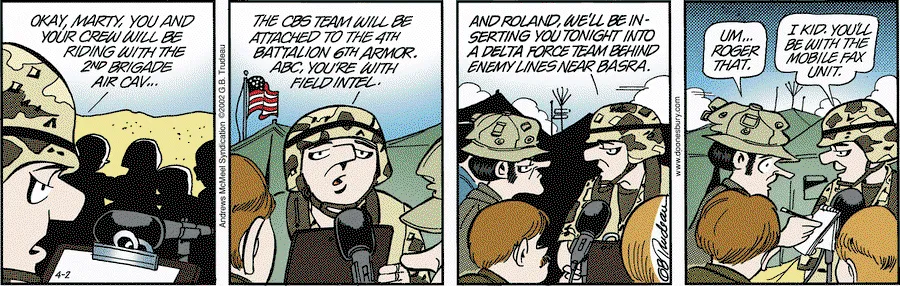 OKAY, MARTY, YOU AND
YOUR CREW WILL BE
RIDING WITH THE
2ND BRIGADE
AIR CAV...
4-2
Andrews McMeel Syndication ©2002 G.B. Trudeau
THE CBS TEAM WILL BE
ATTACHED TO THE 4TH
BATTALION 6TH ARMOR.
ABC, YOU'RE WITH
FIELD INTEL.
AND ROLAND, WE'LL BE IN-
SERTING YOU TONIGHT INTO
A DELTA FORCE TEAM BEHIND
ENEMY LINES NEAR BASRA.
GB Trudeau
www.doonesbury.com
UM,..
ROGER
THAT.
I KID. YOU'LL
BE WITH THE
MOBILE FAX
UNIT.